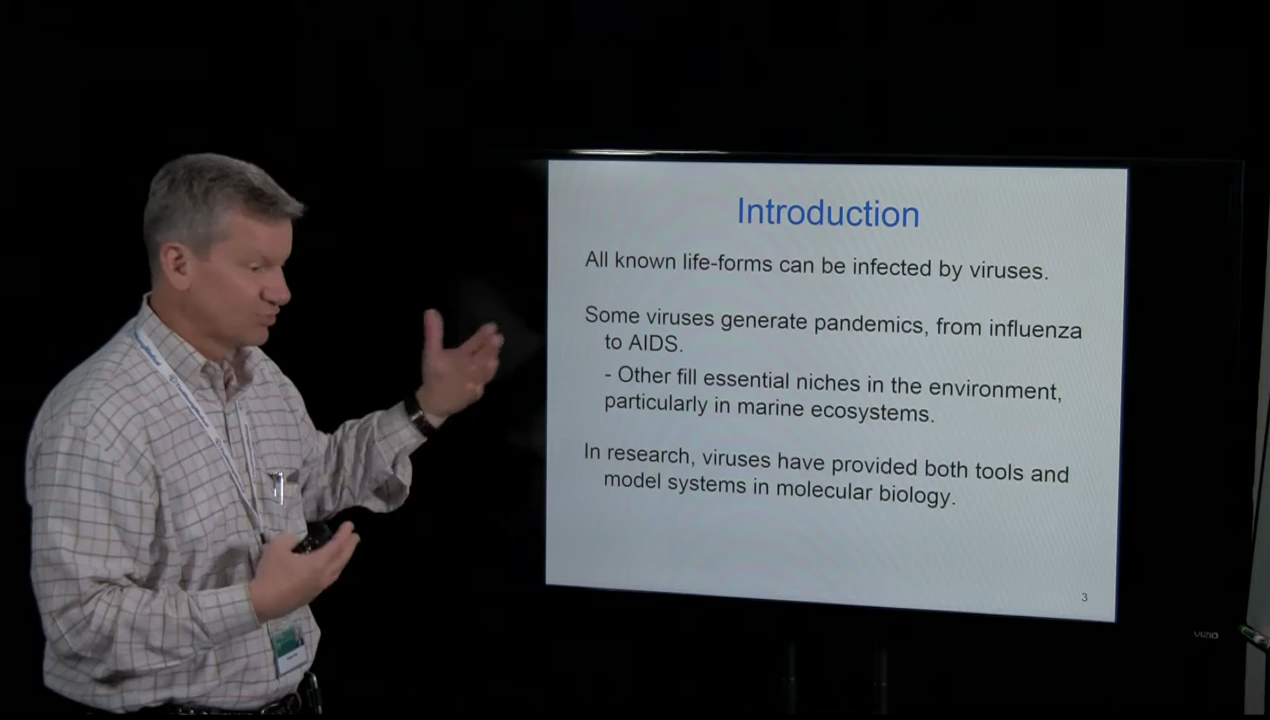 Introduction
All known life-forms can be infected by viruses.
Some viruses generate pandemics, from influenza
to AIDS.
- Other fill essential niches in the environment,
particularly in marine ecosystems.
In research, viruses have provided both tools and
model systems in molecular biology.
3
VIZIO